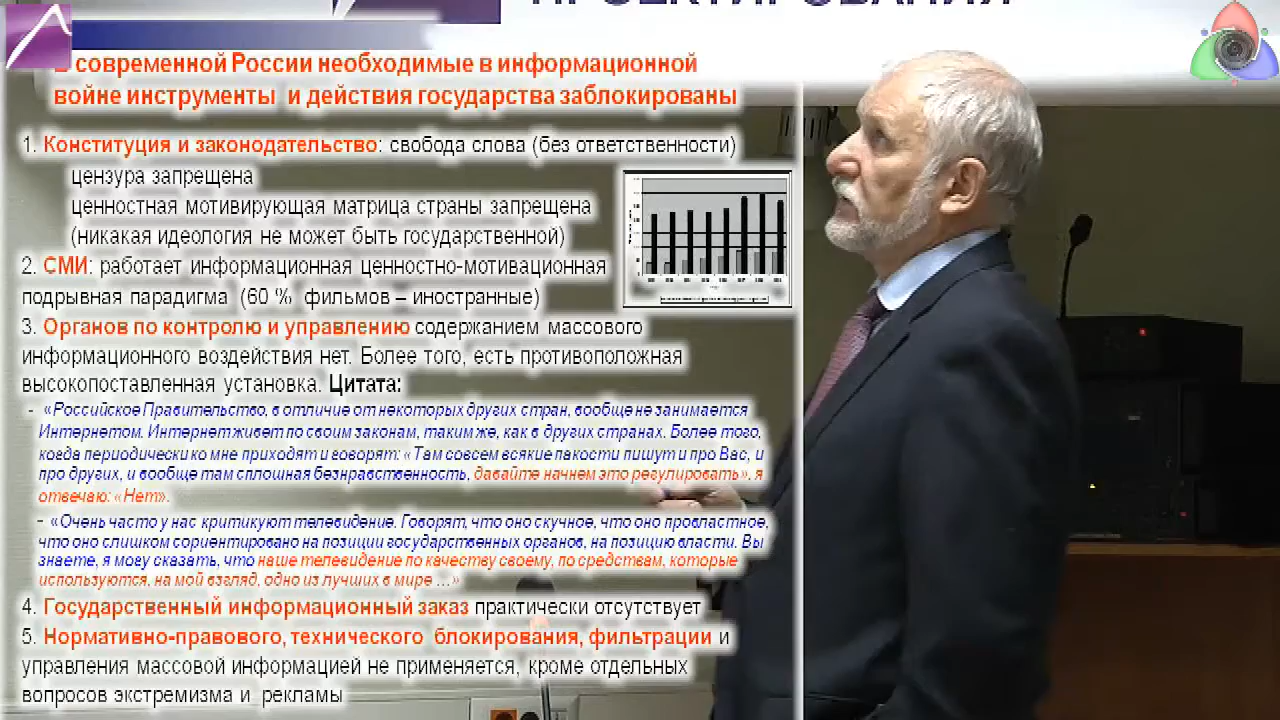 ПРОЕКТИРОВАНИЯ
В современной России необходимые в информационной
войне инструменты и действия государства заблокированы
1. Конституция и законодательство: свобода слова (без ответственности)
цензура запрещена
ценностная мотивирующая матрица страны запрещена
(никакая идеология не может быть государственной)
2. СМИ: работает информационная ценностно-мотивационная
подрывная парадигма (60 % фильмов – иностранные)
3. Органов по контролю и управлению содержанием массового
информационного воздействия нет. Более того, есть противоположная
высокопоставленная установка. Цитата:
- «Российское Правительство, в отличие от некоторых других стран, вообще не занимается
Интернетом. Интернет живет по своим законам, таким же, как в других странах. Более того,
когда периодически ко мне приходят и говорят: «Там совсем всякие пакости пишут и про Вас, и
про других, и вообще там сплошная безнравственность, давайте начнем это регулировать», я
отвечаю: «Нет».
- «Очень часто у нас критикуют телевидение. Говорят, что оно скучное, что оно провластное,
что оно слишком сориентировано на позиции государственных органов, на позицию власти. Вы
знаете, я могу сказать, что наше телевидение по качеству своему, по средствам, которые
используются, на мой взгляд, одно из лучших в мире …»
4. Государственный информационный заказ практически отсутствует
5. Нормативно-правового, технического блокирования, фильтрации и
управления массовой информацией не применяется, кроме отдельных
вопросов экстремизма и рекламы